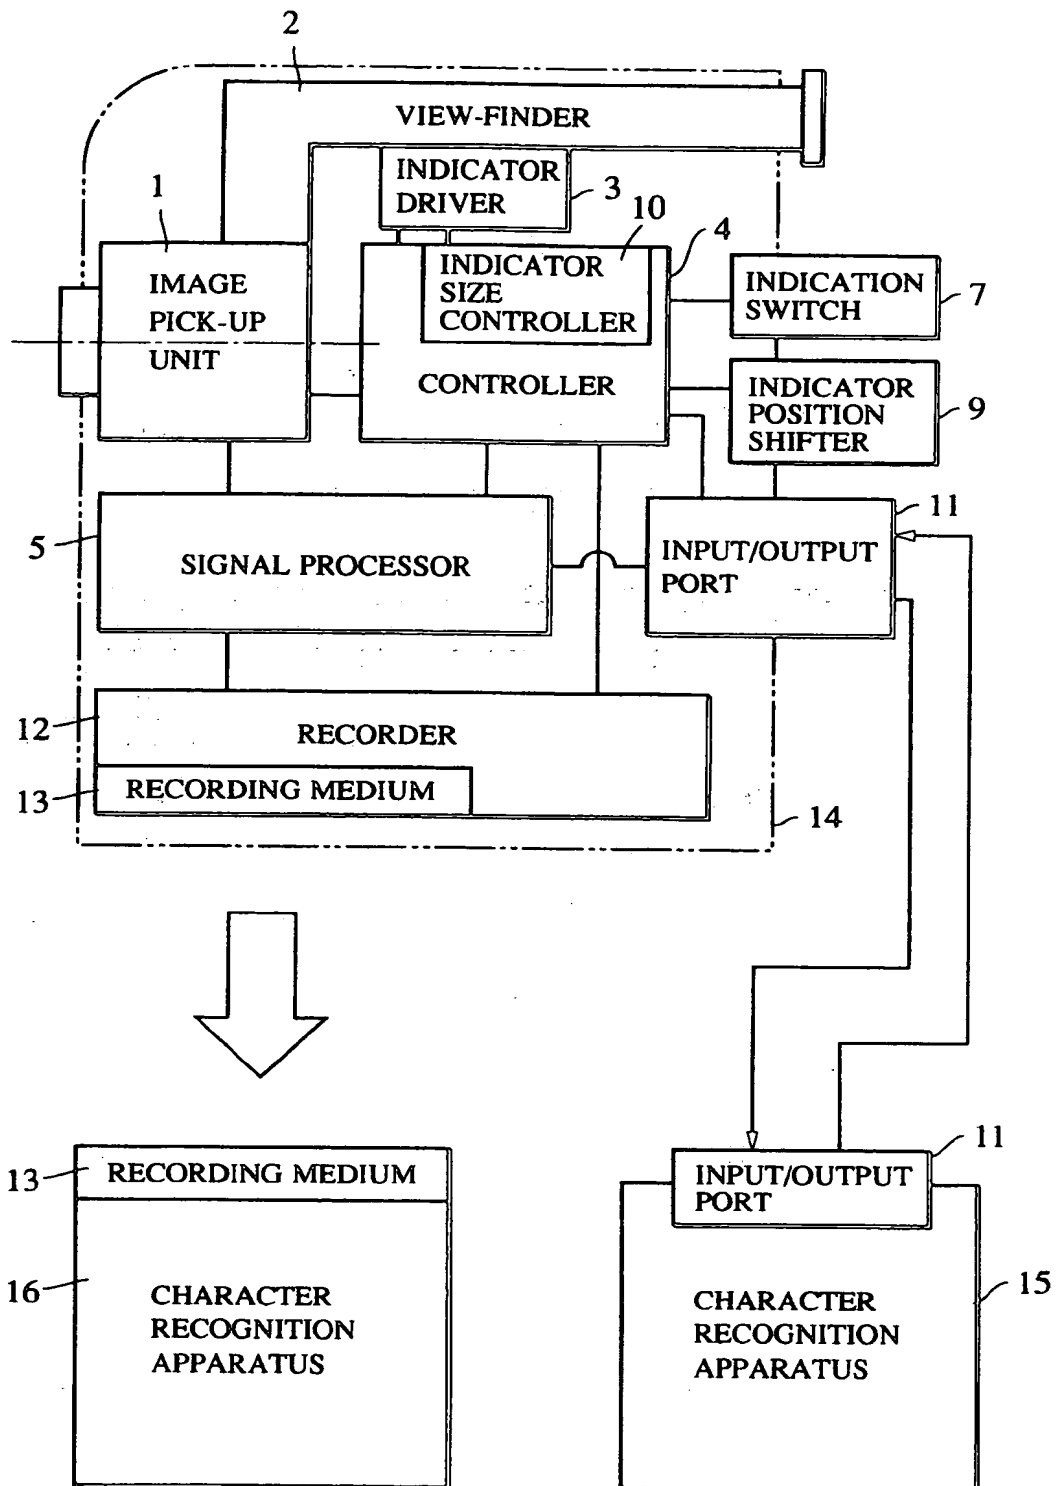 2
VIEW-FINDER
INDICATOR
DRIVER
3
1
10
4
IMAGE
PICK-UP
UNIT
INDICATOR
SIZE
CONTROLLER
CONTROLLER
INDICATION
SWITCH
7
INDICATOR
POSITION
SHIFTER
9
5
SIGNAL PROCESSOR
INPUT/OUTPUT
PORT
11
12
RECORDER
13
RECORDING MEDIUM
14
13
RECORDING MEDIUM
16
CHARACTER
RECOGNITION
APPARATUS
11
INPUT/OUTPUT
PORT
15
CHARACTER
RECOGNITION
APPARATUS